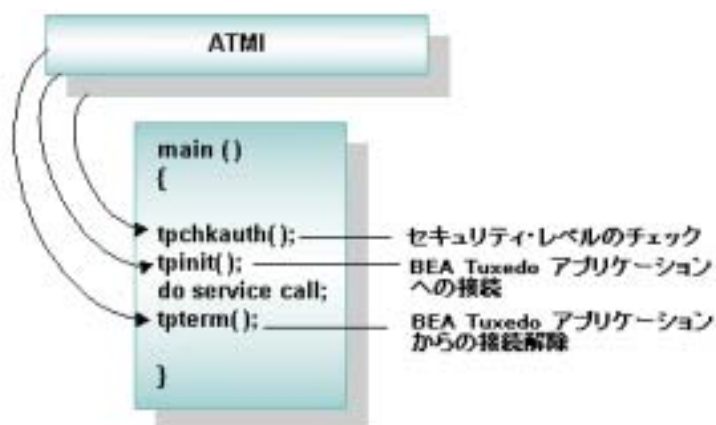 ATMI
main ()
{
tpchkauth();
セキュリティ・レベルのチェック
tpinit();
BEA Tuxedo アプリケーション
への接続
do service call;
tpterm();
BEA Tuxedo アプリケーション
からの接続解除
}